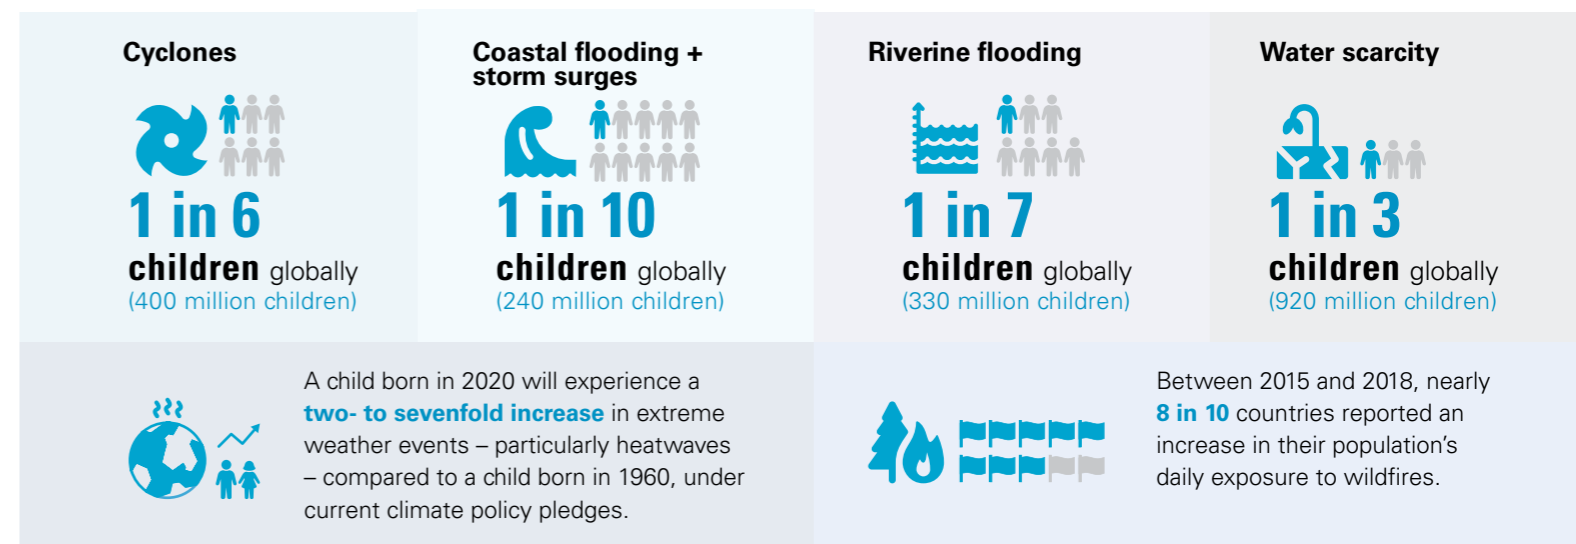 Cyclones
1 in 6
children globally
(400 million children)
Coastal flooding +
storm surges
1 in 10
children globally
(240 million children)
Riverine flooding
1 in 7
children globally
(330 million children)
Water scarcity
1 in 3
children globally
(920 million children)
A child born in 2020 will experience a
two- to sevenfold increase in extreme
weather events – particularly heatwaves
– compared to a child born in 1960, under
current climate policy pledges.
Between 2015 and 2018, nearly
8 in 10 countries reported an
increase in their population’s
daily exposure to wildfires.